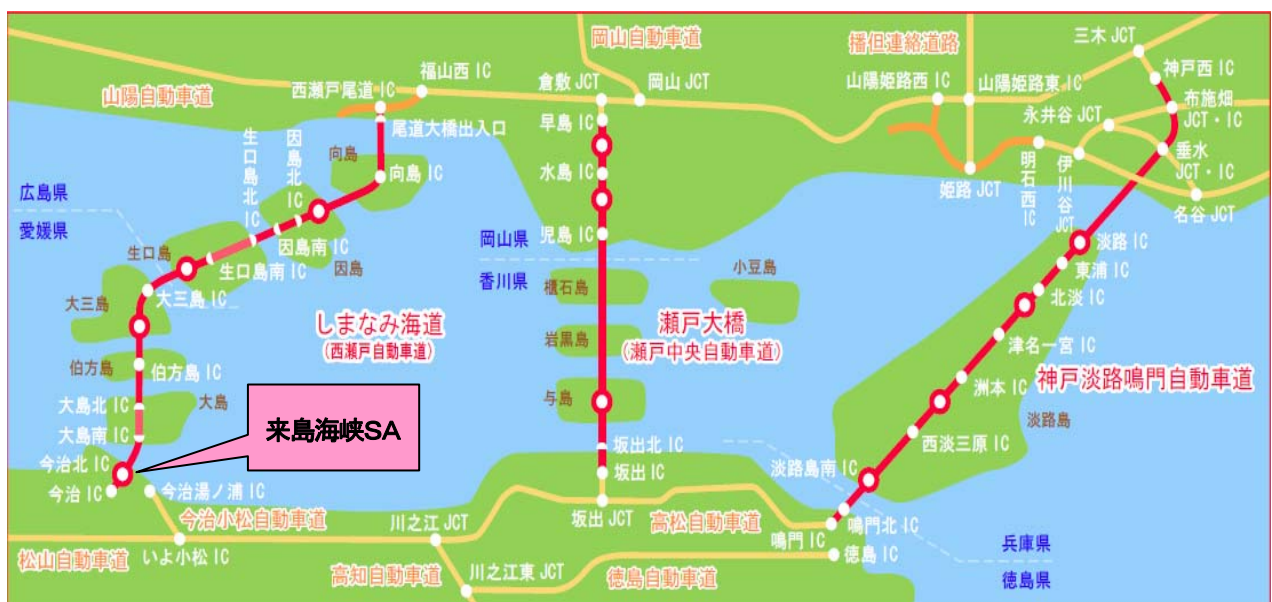 岡山自動車道
播但連絡道路
三木 JCT
福山西 IC
倉敷 JCT
岡山 JCT
山陽姫路西 IC
山陽姫路東 IC
神戸西 IC
山陽自動車道
西瀬戸尾道 IC
布施畑
JCT・IC
尾道大橋出入口
早島 IC
永井谷 JCT
生口島北 IC
因島北 IC
向島
向島 IC
水島 IC
垂水
JCT・IC
姫路 JCT
明石西 IC
伊川谷 JCT
名谷 JCT
広島県
愛媛県
児島 IC
岡山県
香川県
因島南 IC
因島
生口島
生口島南 IC
淡路 IC
東浦 IC
北淡 IC
小豆島
櫃石島
大三島
大三島 IC
しまなみ海道
(西瀬戸自動車道)
岩黒島
瀬戸大橋
(瀬戸中央自動車道)
津名一宮 IC
伯方島
伯方島 IC
洲本 IC
神戸淡路鳴門自動車道
大島
大島北 IC
大島南 IC
与島
淡路島
来島海峡SA
坂出北 IC
坂出 IC
西淡三原 IC
今治北 IC
今治 IC
今治湯ノ浦 IC
淡路島南 IC
今治小松自動車道
川之江 JCT
坂出 JCT
高松自動車道
鳴門北 IC
鳴門 IC
松山自動車道
いよ小松 IC
徳島 IC
兵庫県
徳島県
高知自動車道
川之江東 JCT
徳島自動車道